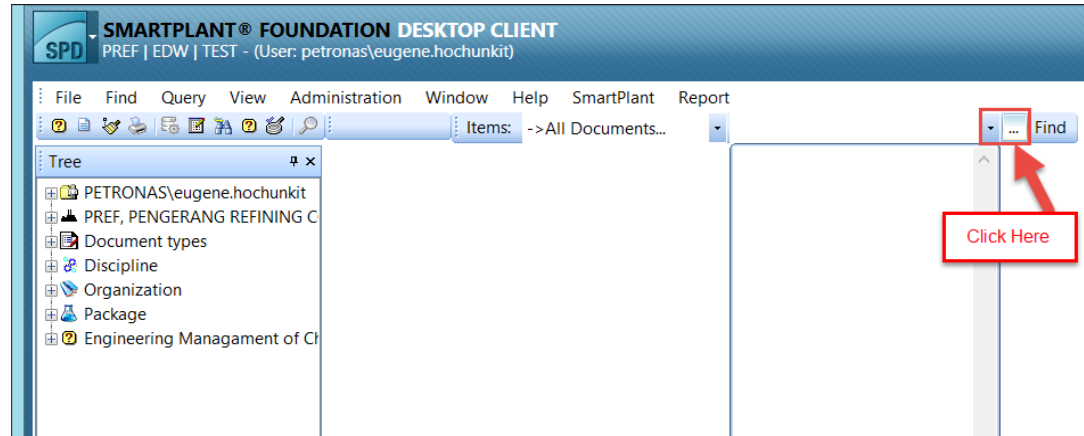 SMARTPLANT® FOUNDATION DESKTOP CLIENT
SPD PREF | EDW | TEST - (User: petronas\eugene.hochunkit)
File Find Query View Administration Window Help SmartPlant Report
Items: ->All Documents... ... Find
Tree
PETRONAS\eugene.hochunkit
PREF, PENGERANG REFINING C
Document types
Discipline
Organization
Package
Engineering Managament of Ch
Click Here